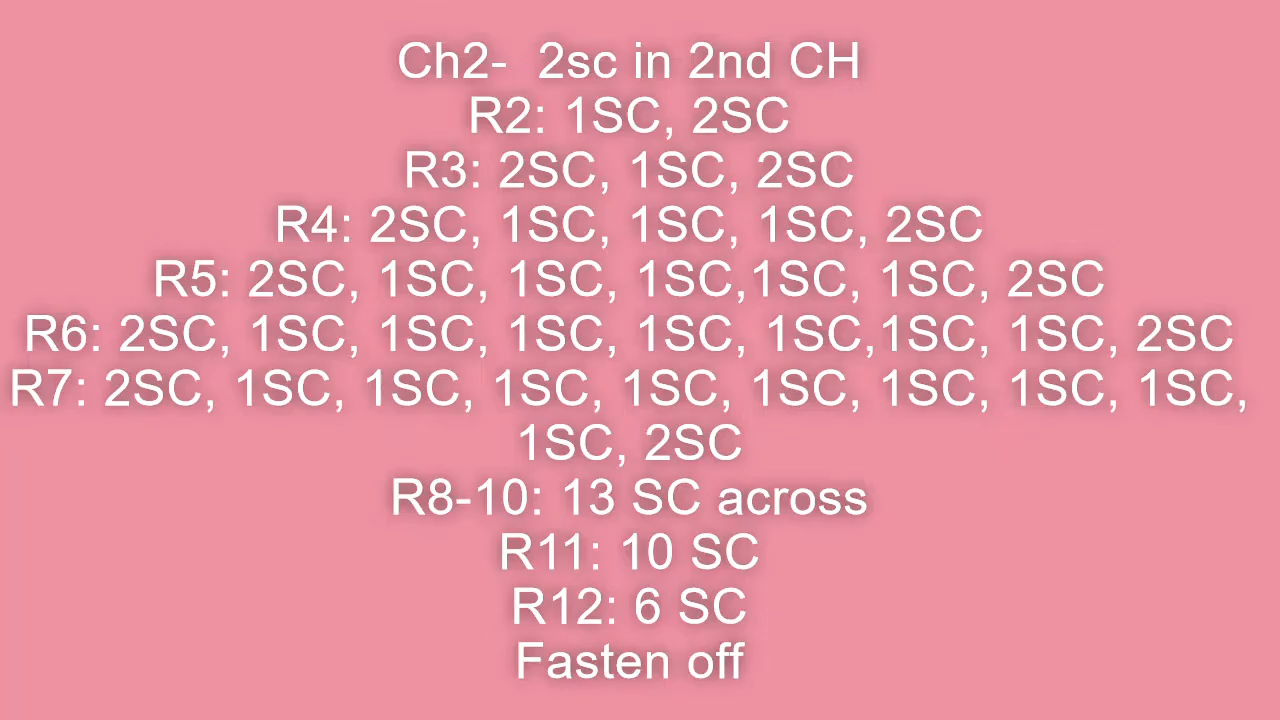 Ch2-  2sc in 2nd CH
R2: 1SC, 2SC
R3: 2SC, 1SC, 2SC
R4: 2SC, 1SC, 1SC, 1SC, 2SC
R5: 2SC, 1SC, 1SC, 1SC,1SC, 1SC, 2SC
R6: 2SC, 1SC, 1SC, 1SC, 1SC, 1SC,1SC, 1SC, 2SC
R7: 2SC, 1SC, 1SC, 1SC, 1SC, 1SC, 1SC, 1SC, 1SC,
1SC, 2SC
R8-10: 13 SC across
R11: 10 SC
R12: 6 SC
Fasten off